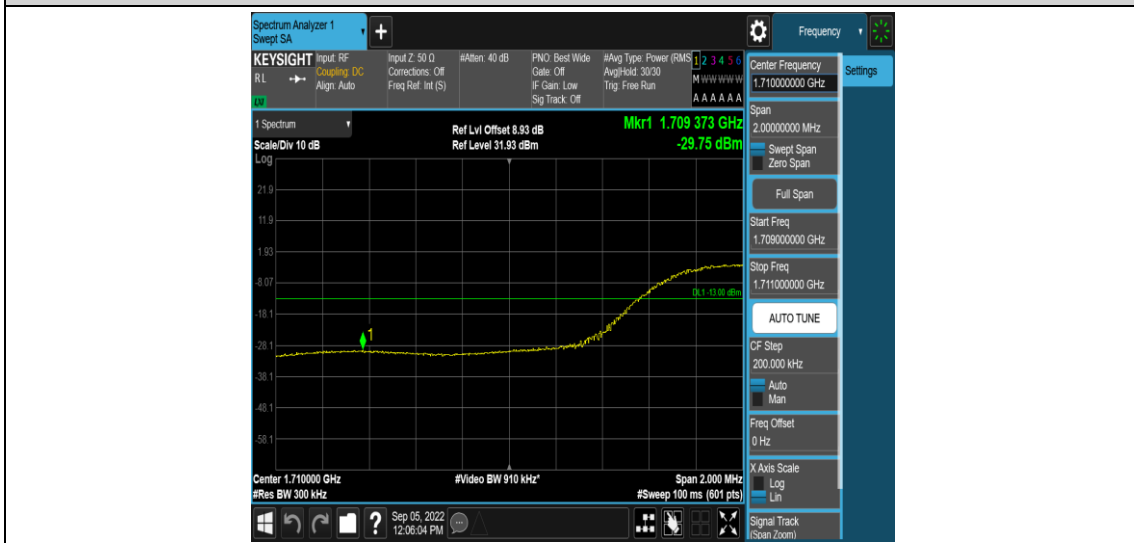 Spectrum Analyzer 1
Swept SA
+
Frequency
KEYSIGHT
RL
Input: RF
Coupling: DC
Align: Auto
Input Z: 50 Ω
Corrections: Off
Freq Ref: Int (S)
#Atten: 40 dB
PNO: Best Wide
Gate: Off
IF Gain: Low
Sig Track: Off
#Avg Type: Power (RMS
Avg|Hold: 30/30
Trig: Free Run
1 2 3 4 5 6
M W W W W W
A A A A A A
1 Spectrum
Scale/Div 10 dB
Log
Ref Lvl Offset 8.93 dB
Ref Level 31.93 dBm
Mkr1 1.709 373 GHz
-29.75 dBm
21.9
11.9
1.93
-8.07
-18.1
-28.1
-38.1
-48.1
-58.1
DL1 -13.00 dBm
1
Center 1.710000 GHz
#Res BW 300 kHz
#Video BW 910 kHz*
Span 2.000 MHz
#Sweep 100 ms (601 pts)
Center Frequency
1.710000000 GHz
Settings
Span
2.00000000 MHz
Swept Span
Zero Span
Full Span
Start Freq
1.709000000 GHz
Stop Freq
1.711000000 GHz
AUTO TUNE
CF Step
200.000 kHz
Auto
Man
Freq Offset
0 Hz
X Axis Scale
Log
Lin
Signal Track
(Span Zoom)
?
Sep 05, 2022
12:06:04 PM